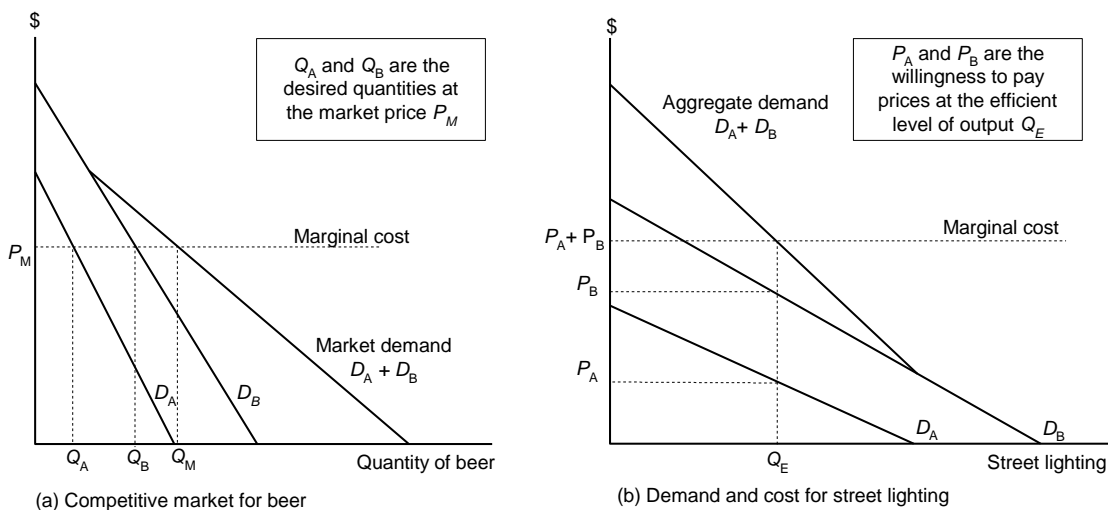 $
Q_A and Q_B are the
desired quantities at
the market price P_M
Marginal cost
P_M
Market demand
D_A + D_B
D_A
D_B
Q_A
Q_B
Q_M
Quantity of beer
(a) Competitive market for beer
$
P_A and P_B are the
willingness to pay
prices at the efficient
level of output Q_E
Aggregate demand
D_A+ D_B
Marginal cost
P_A+ P_B
P_B
P_A
D_A
D_B
Q_E
Street lighting
(b) Demand and cost for street lighting